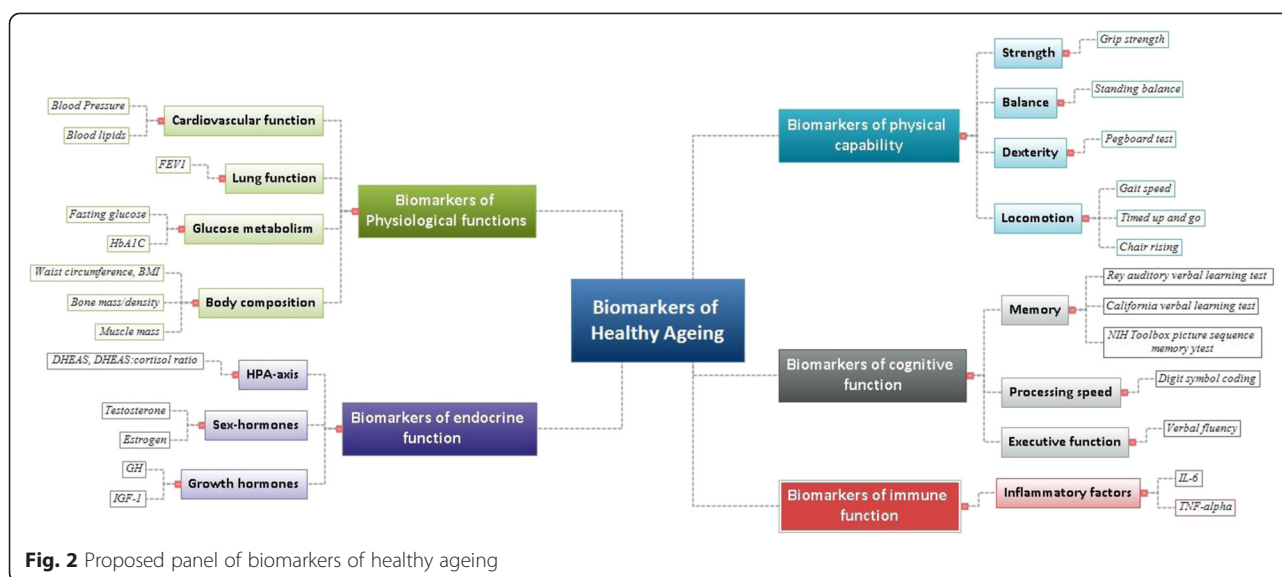 Biomarkers of
Healthy Ageing
Biomarkers of
Physiological functions
Cardiovascular function
Blood Pressure
Blood lipids
Lung function
FEV1
Glucose metabolism
Fasting glucose
HbA1C
Body composition
Waist circumference, BMI
Bone mass/density
Muscle mass
Biomarkers of endocrine
function
HPA-axis
DHEAS, DHEAS:cortisol ratio
Sex-hormones
Testosterone
Estrogen
Growth hormones
GH
IGF-1
Biomarkers of physical
capability
Strength
Grip strength
Balance
Standing balance
Dexterity
Pegboard test
Locomotion
Gait speed
Timed up and go
Chair rising
Biomarkers of cognitive
function
Memory
Rey auditory verbal learning test
California verbal learning test
NIH Toolbox picture sequence
memory ytest
Processing speed
Digit symbol coding
Executive function
Verbal fluency
Biomarkers of immune
function
Inflammatory factors
IL-6
TNF-alpha
Fig. 2 Proposed panel of biomarkers of healthy ageing